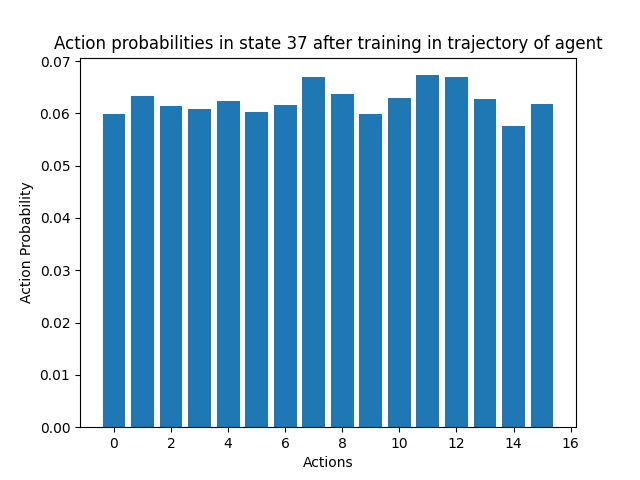 Action probabilities in state 37 after training in trajectory of agent
0.07
0.06
0.05
0.04
0.03
0.02
0.01
0.00
Action Probability
0 2 4 6 8 10 12 14 16
Actions